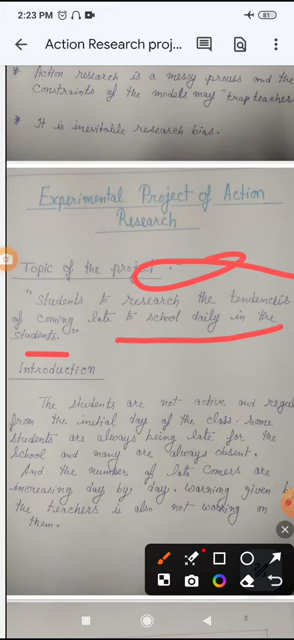 2:23 PM
81
Action Research proj...
* Action research is a messy process and the
constraints of the models may "trap teacher
* It is inevitable research bias.
Experimental Project of Action
Research
Topic of the project.
"Students to research the tendencies
of coming late to school daily in the
students."
Introduction
The students are not active and regul
from the initial day of the class. Some
students are always being late for the
school and many are always absent.
And the number of late comers are
increasing day by day. Warning given b
the teachers is also not working on
them.